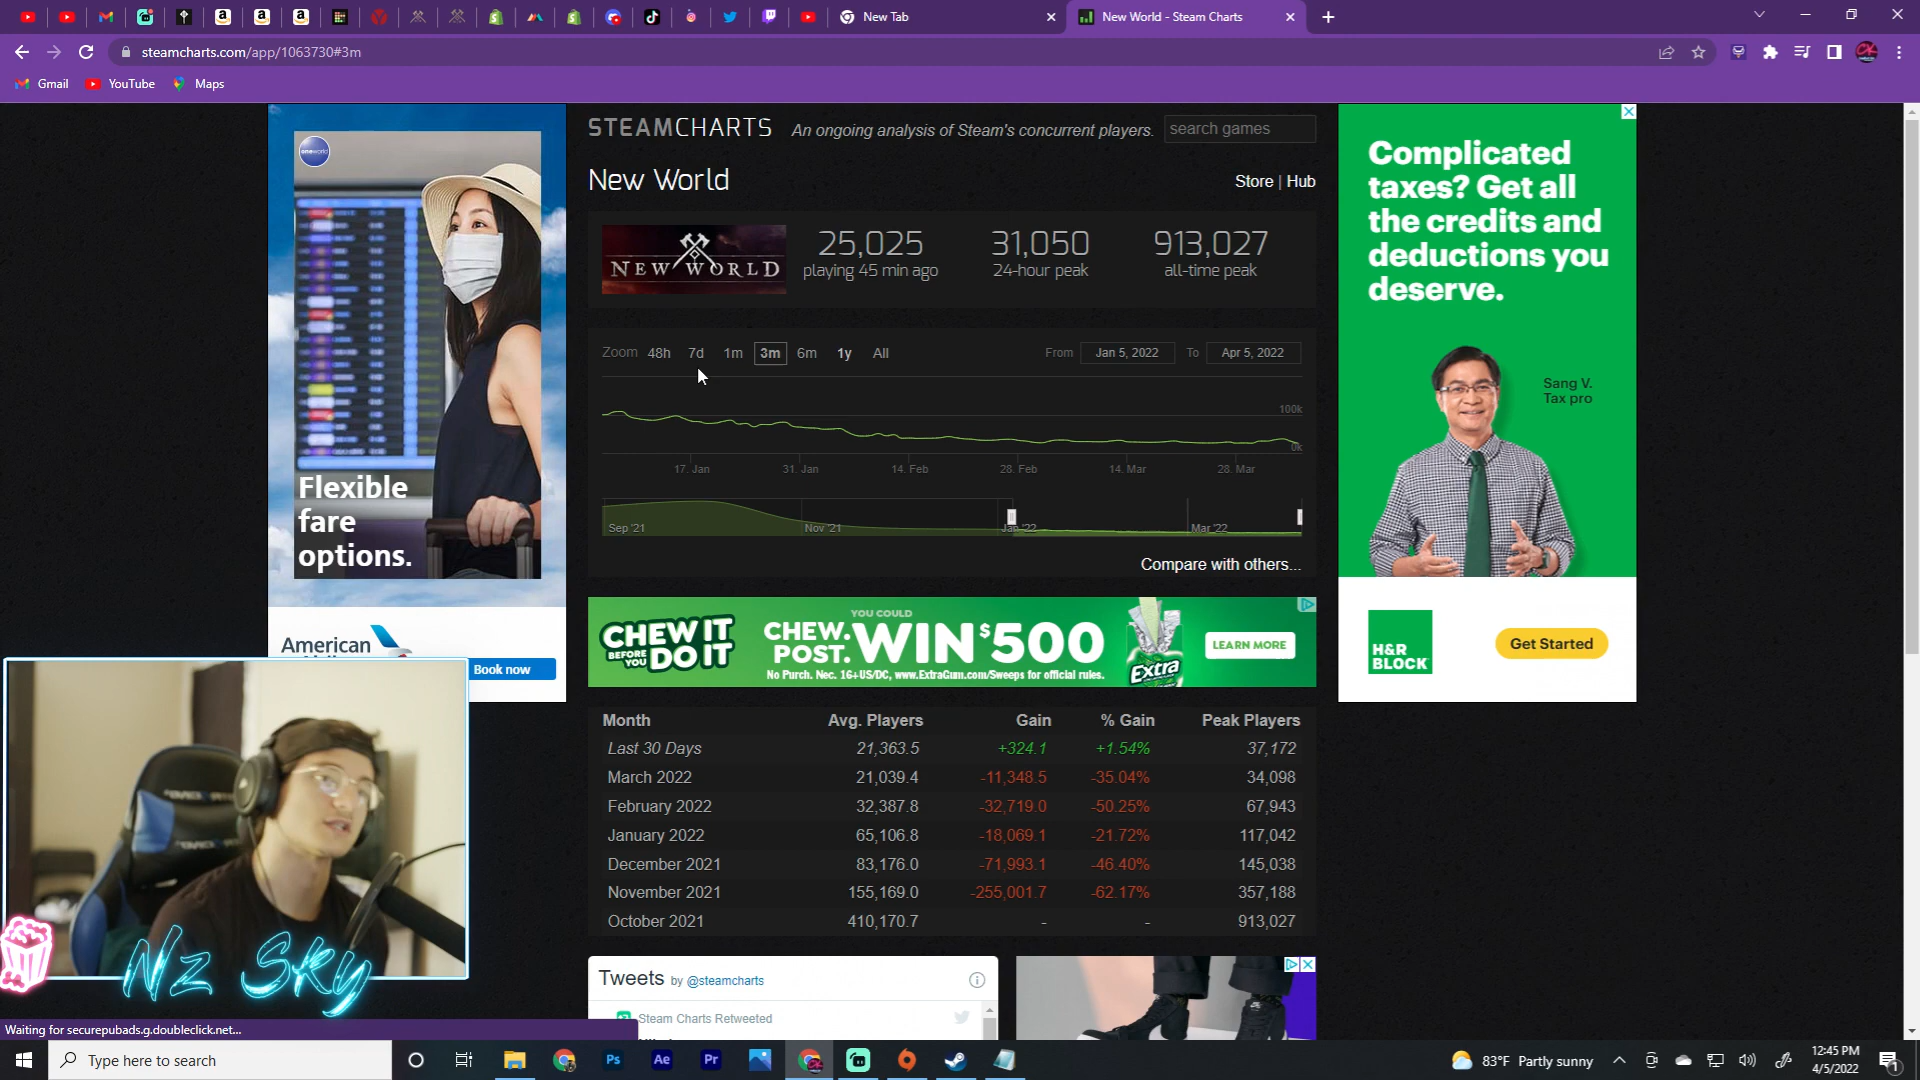 New Tab
New World - Steam Charts
steamcharts.com/app/1063730#3m
Gmail
YouTube
Maps
oneworld
Flexible
fare
options.
American
Book now
STEAMCHARTS
An ongoing analysis of Steam's concurrent players.
search games
New World
Store | Hub
NEW WORLD
25,025
playing 45 min ago
31,050
24-hour peak
913,027
all-time peak
Zoom 48h 7d 1m 3m 6m 1y All
From Jan 5, 2022 To Apr 5, 2022
100k
0k
17. Jan 31. Jan 14. Feb 28. Feb 14. Mar 28. Mar
Sep '21 Nov '21 Jan '22 Mar '22
Compare with others...
CHEW IT
BEFORE YOU
DO IT
YOU COULD
CHEW. POST. WIN $500
No Purch. Nec. 16+US/DC, www.ExtraGum.com/Sweeps for official rules.
Extra
LEARN MORE
Month Avg. Players Gain % Gain Peak Players
Last 30 Days 21,363.5 +324.1 +1.54% 37,172
March 2022 21,039.4 -11,348.5 -35.04% 34,098
February 2022 32,387.8 -32,719.0 -50.25% 67,943
January 2022 65,106.8 -18,069.1 -21.72% 117,042
December 2021 83,176.0 -71,993.1 -46.40% 145,038
November 2021 155,169.0 -255,001.7 -62.17% 357,188
October 2021 410,170.7 - - 913,027
Tweets by @steamcharts
Steam Charts Retweeted
Complicated
taxes? Get all
the credits and
deductions you
deserve.
Sang V.
Tax pro
H&R
BLOCK
Get Started
Nz Sky
Waiting for securepubads.g.doubleclick.net...
Type here to search
Ps
Ae
Pr
83°F Partly sunny
12:45 PM
4/5/2022
1